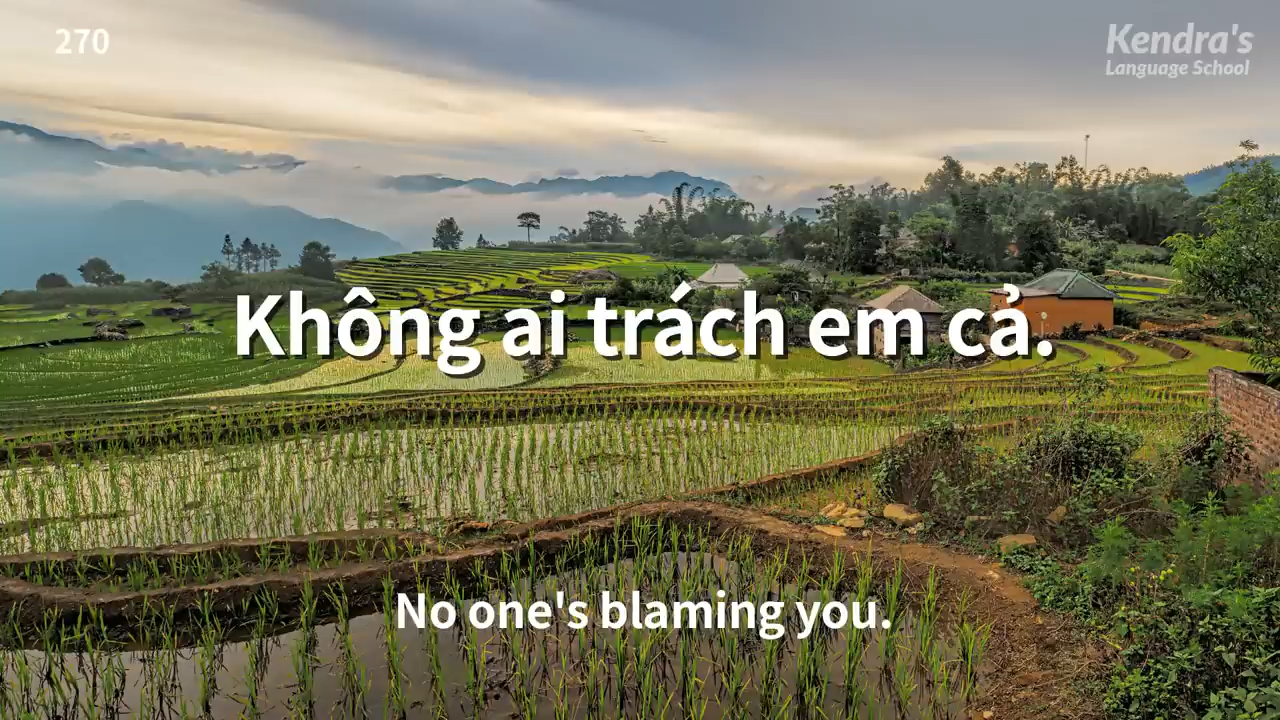 270
Kendra's
Language School
Không ai trách em cả.
No one's blaming you.